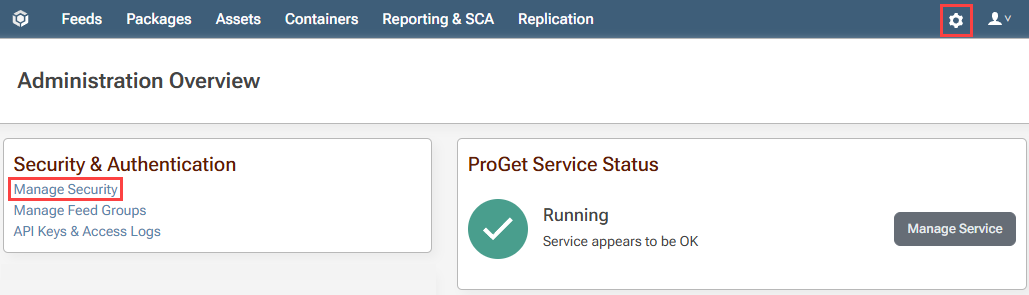 Feeds Packages Assets Containers Reporting & SCA Replication
Administration Overview
Security & Authentication
Manage Security
Manage Feed Groups
API Keys & Access Logs
ProGet Service Status
Running
Service appears to be OK
Manage Service